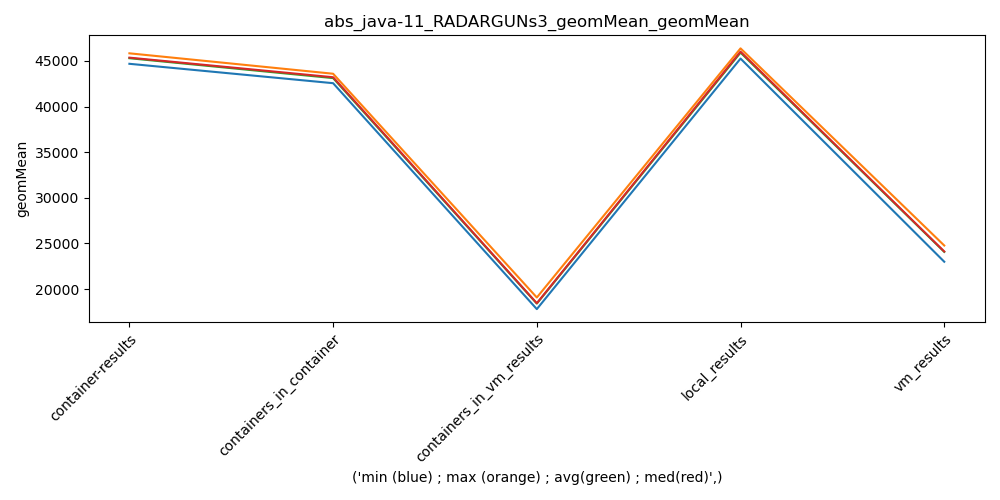 abs_java-11_RADARGUNs3_geomMean_geomMean
geomMean
45000
40000
35000
30000
25000
20000
container-results
containers_in_container
containers_in_vm_results
local_results
vm_results
('min (blue) ; max (orange) ; avg(green) ; med(red)',)